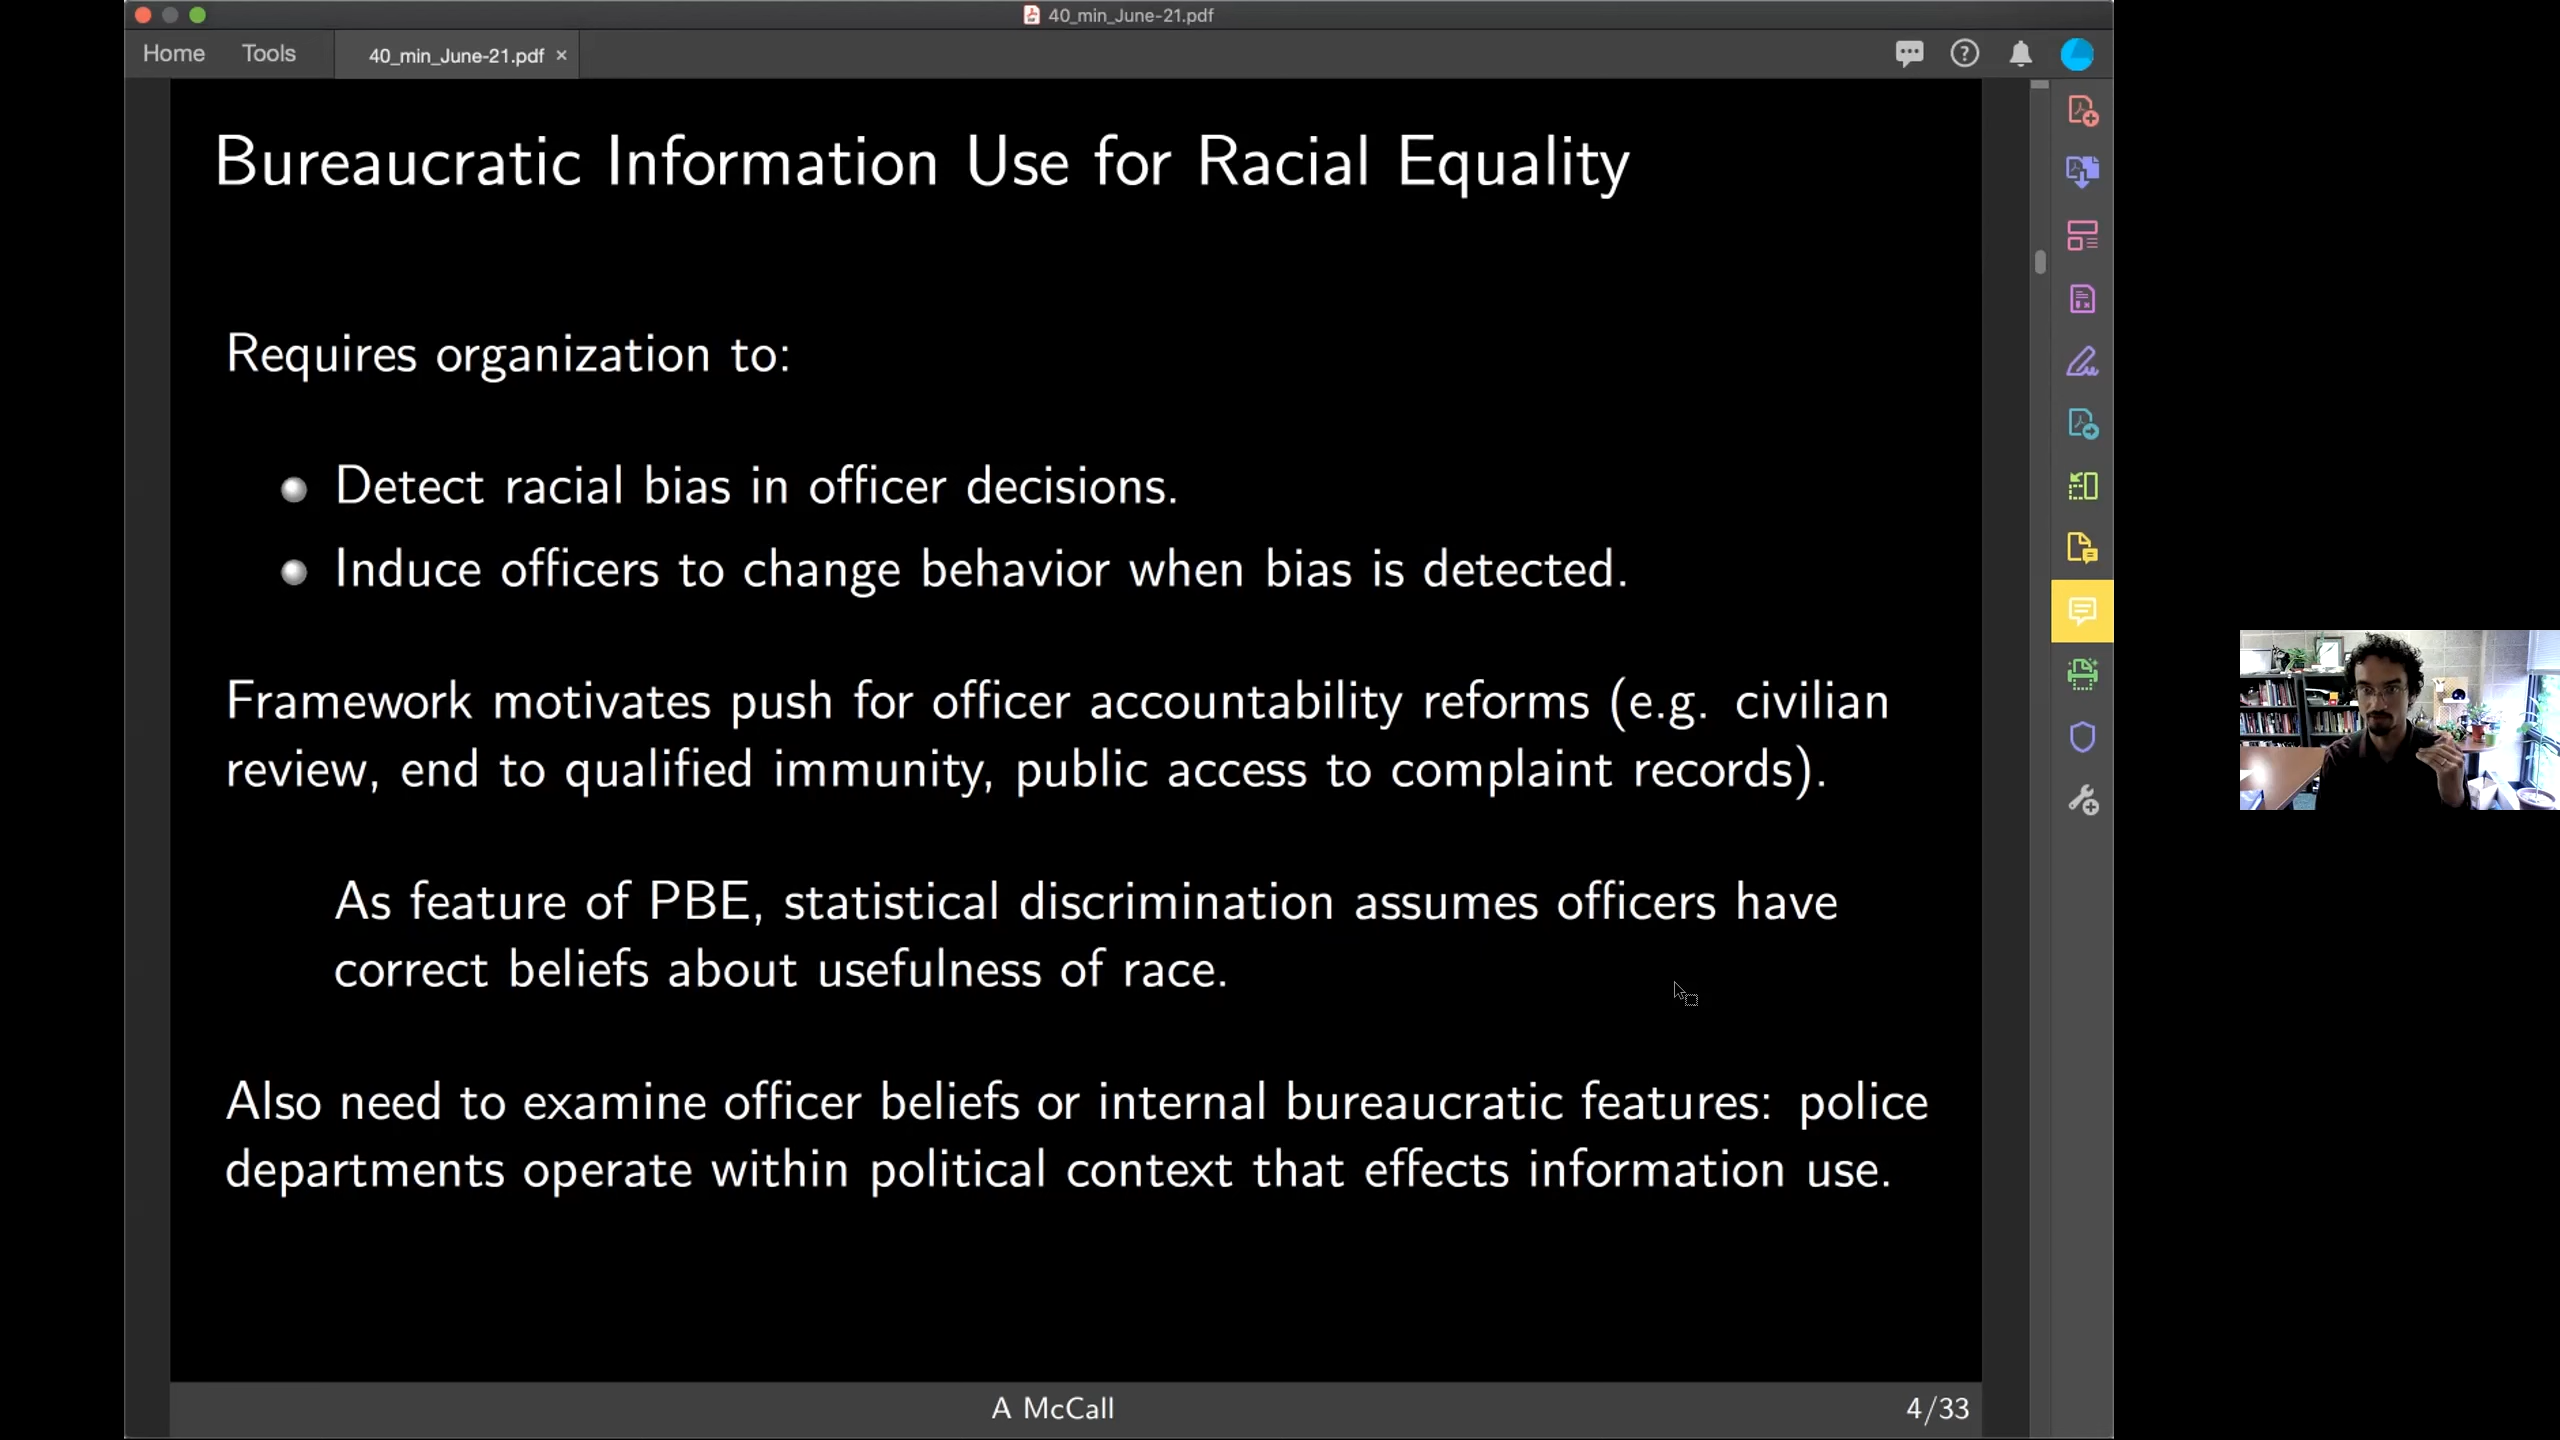 40_min_June-21.pdf
Home Tools 40_min_June-21.pdf ×
Bureaucratic Information Use for Racial Equality
Requires organization to:
Detect racial bias in officer decisions.
Induce officers to change behavior when bias is detected.
Framework motivates push for officer accountability reforms (e.g. civilian
review, end to qualified immunity, public access to complaint records).
As feature of PBE, statistical discrimination assumes officers have
correct beliefs about usefulness of race.
Also need to examine officer beliefs or internal bureaucratic features: police
departments operate within political context that effects information use.
A McCall 4/33